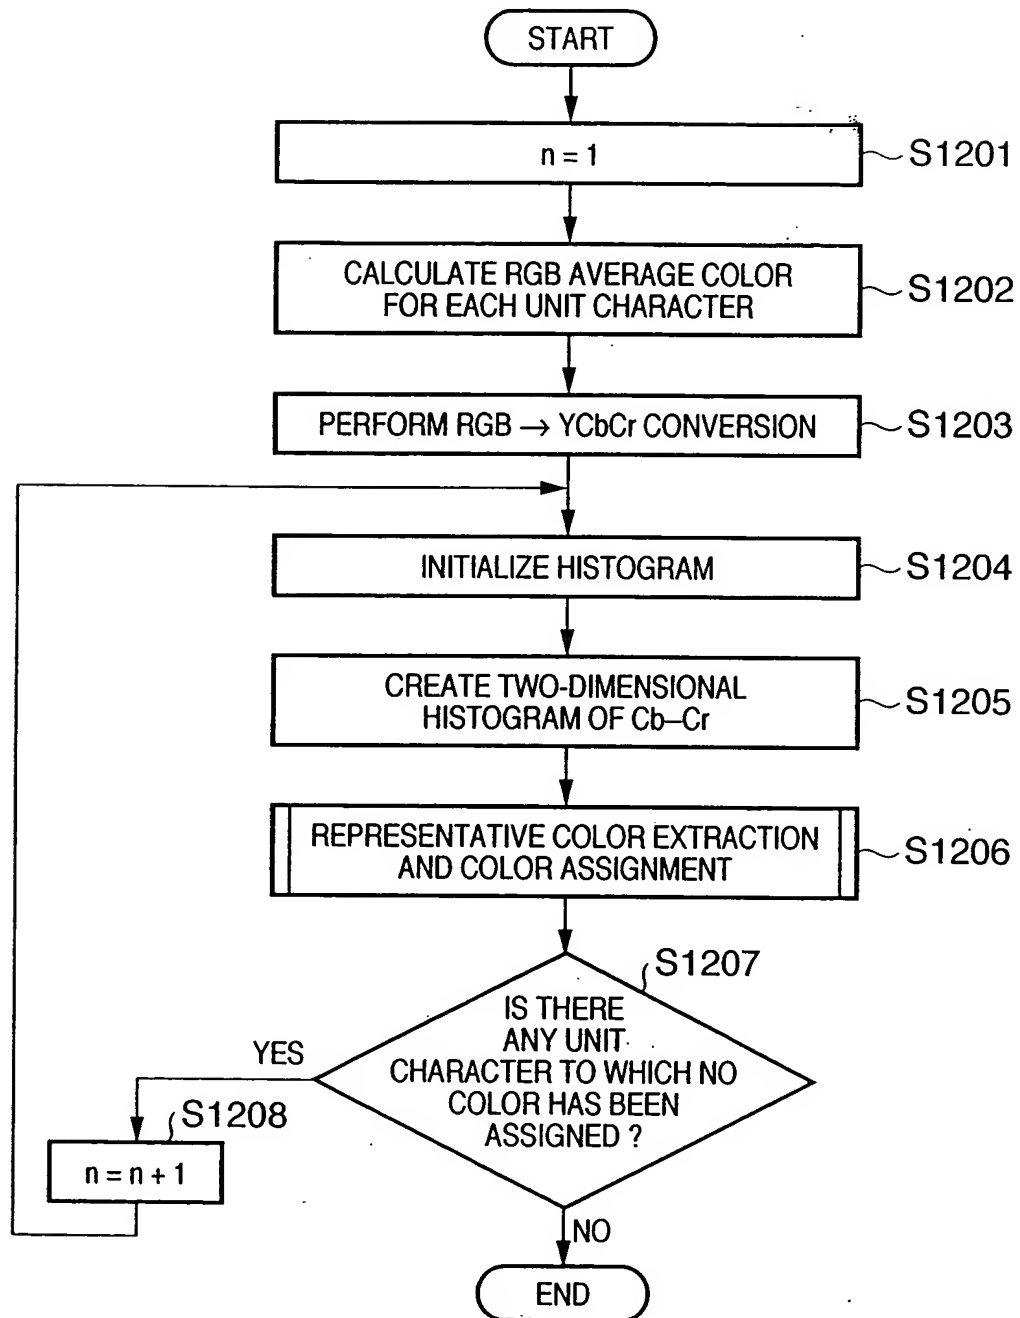 START
n = 1
S1201
CALCULATE RGB AVERAGE COLOR
FOR EACH UNIT CHARACTER
S1202
PERFORM RGB → YCbCr CONVERSION
S1203
INITIALIZE HISTOGRAM
S1204
CREATE TWO-DIMENSIONAL
HISTOGRAM OF Cb–Cr
S1205
REPRESENTATIVE COLOR EXTRACTION
AND COLOR ASSIGNMENT
S1206
S1207
IS THERE
ANY UNIT
CHARACTER TO WHICH NO
COLOR HAS BEEN
ASSIGNED ?
YES
S1208
n = n + 1
NO
END